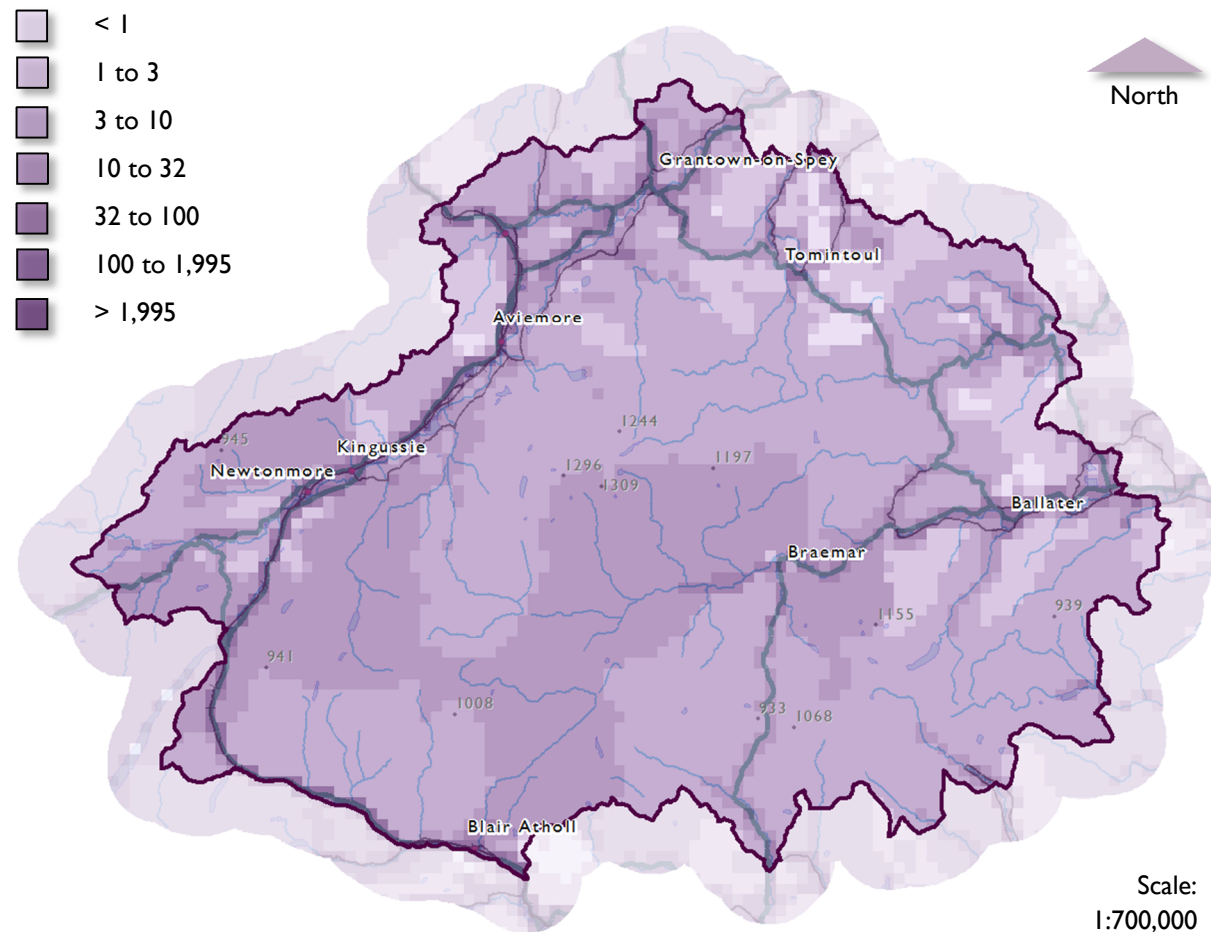 < 1
1 to 3
3 to 10
10 to 32
32 to 100
100 to 1,995
> 1,995
North
Grantown-on-Spey
Tomintoul
Aviemore
1244
945
Kingussie
1197
Newtonmore
1296
1309
Ballater
Braemar
1155
939
941
1008
933
1068
Blair Atholl
Scale:
1:700,000